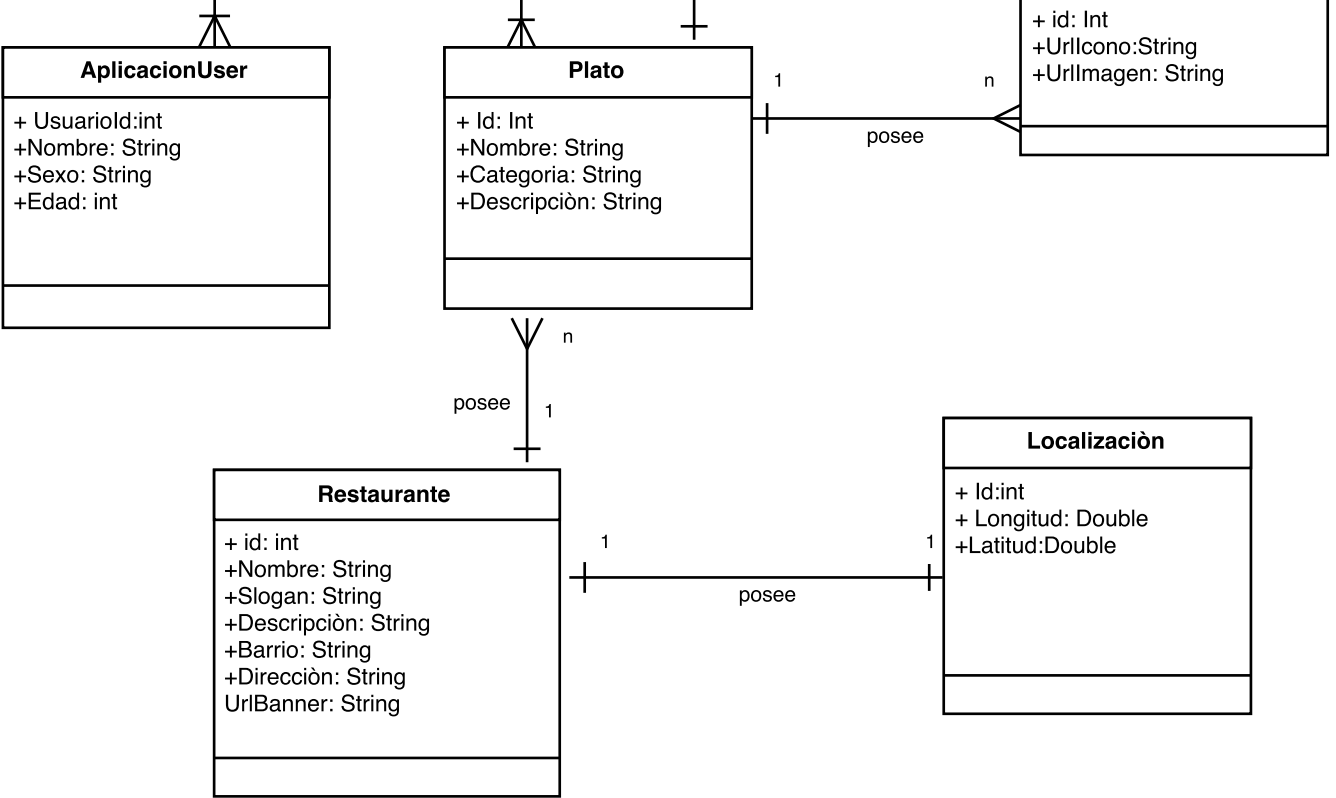 + id: Int
+UrlIcono:String
+UrlImagen: String
AplicacionUser
+ UsuarioId:int
+Nombre: String
+Sexo: String
+Edad: int
Plato
+ Id: Int
+Nombre: String
+Categoria: String
+Descripciòn: String
1
n
posee
n
posee
1
Restaurante
+ id: int
+Nombre: String
+Slogan: String
+Descripciòn: String
+Barrio: String
+Direcciòn: String
UrlBanner: String
1
1
posee
Localizaciòn
+ Id:int
+ Longitud: Double
+Latitud:Double